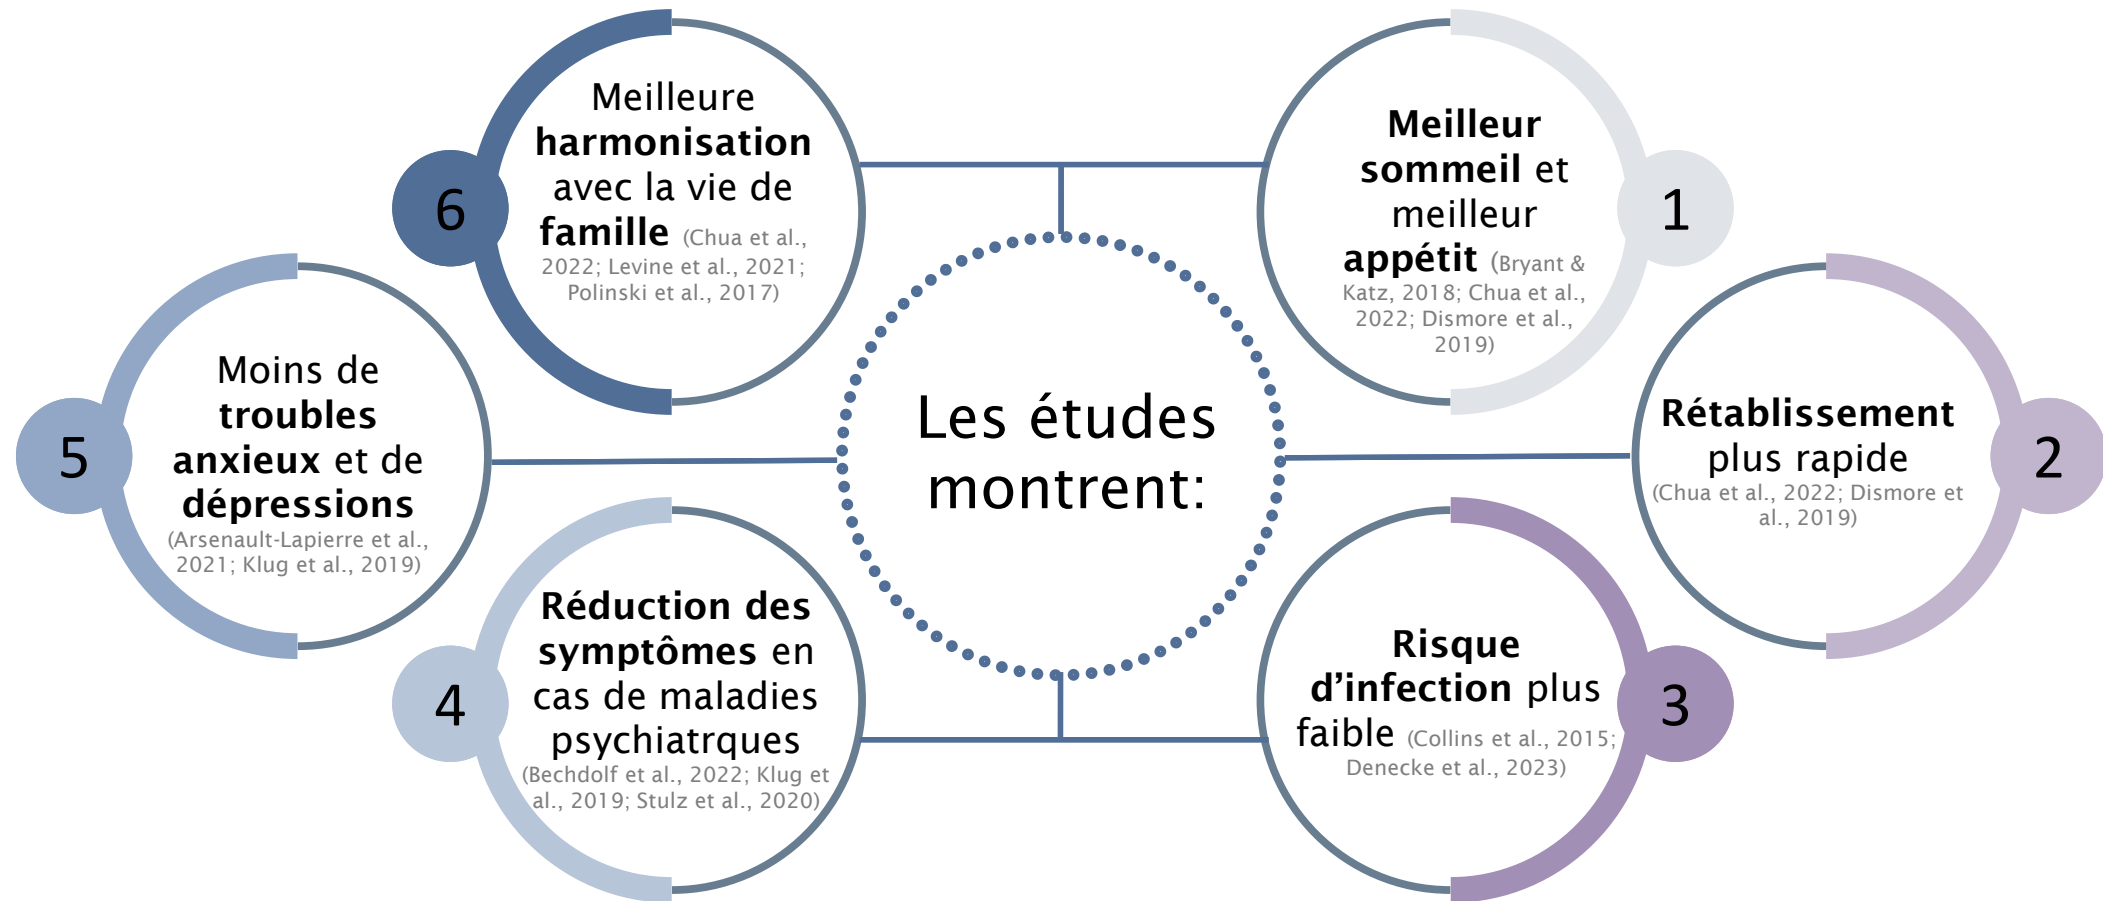 Les études
montrent:
1
Meilleur
sommeil et
meilleur
appétit (Bryant &
Katz, 2018; Chua et al.,
2022; Dismore et al.,
2019)
2
Rétablissement
plus rapide
(Chua et al., 2022; Dismore et
al., 2019)
3
Risque
d’infection plus
faible (Collins et al., 2015;
Denecke et al., 2023)
4
Réduction des
symptômes en
cas de maladies
psychiatrques
(Bechdolf et al., 2022; Klug et
al., 2019; Stulz et al., 2020)
5
Moins de
troubles
anxieux et de
dépressions
(Arsenault-Lapierre et al.,
2021; Klug et al., 2019)
6
Meilleure
harmonisation
avec la vie de
famille (Chua et al.,
2022; Levine et al., 2021;
Polinski et al., 2017)